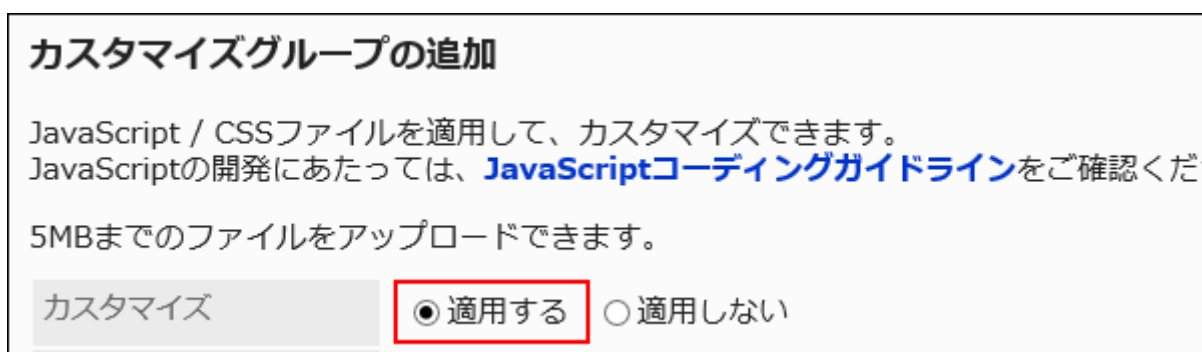 カスタマイズグループの追加
JavaScript / CSSファイルを適用して、カスタマイズできます。
JavaScriptの開発にあたっては、JavaScriptコーディングガイドラインをご確認くだ
5MBまでのファイルをアップロードできます。
カスタマイズ 適用する 適用しない